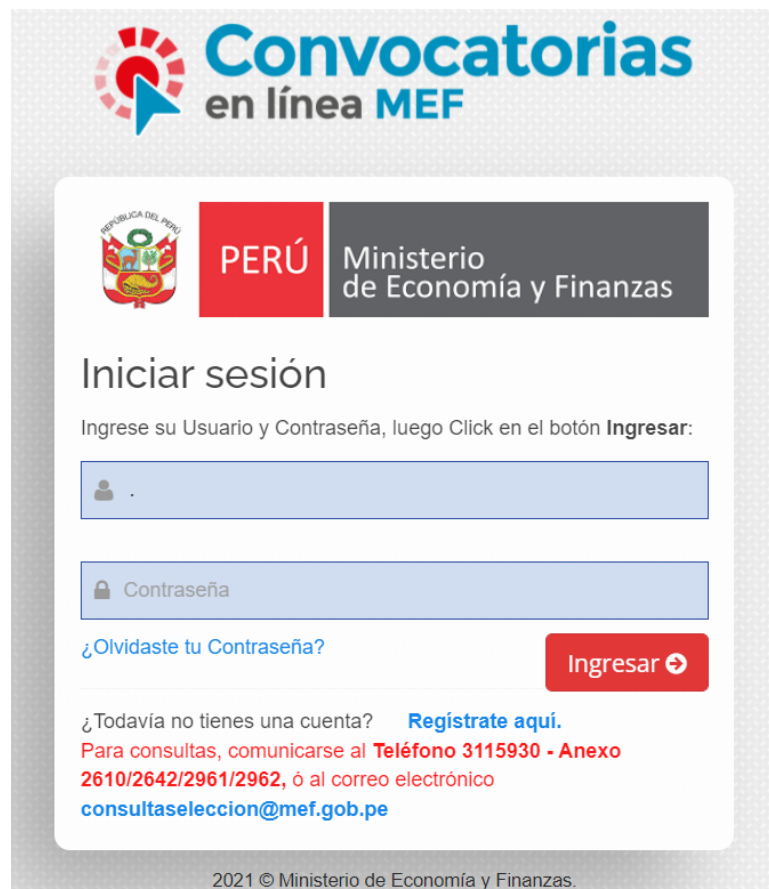 Convocatorias
en línea MEF
REPÚBLICA DEL PERÚ
PERÚ
Ministerio
de Economía y Finanzas
Iniciar sesión
Ingrese su Usuario y Contraseña, luego Click en el botón Ingresar:
.
Contraseña
¿Olvidaste tu Contraseña?
Ingresar
¿Todavía no tienes una cuenta? Regístrate aquí.
Para consultas, comunicarse al Teléfono 3115930 - Anexo
2610/2642/2961/2962, ó al correo electrónico
consultaseleccion@mef.gob.pe
2021 © Ministerio de Economía y Finanzas.